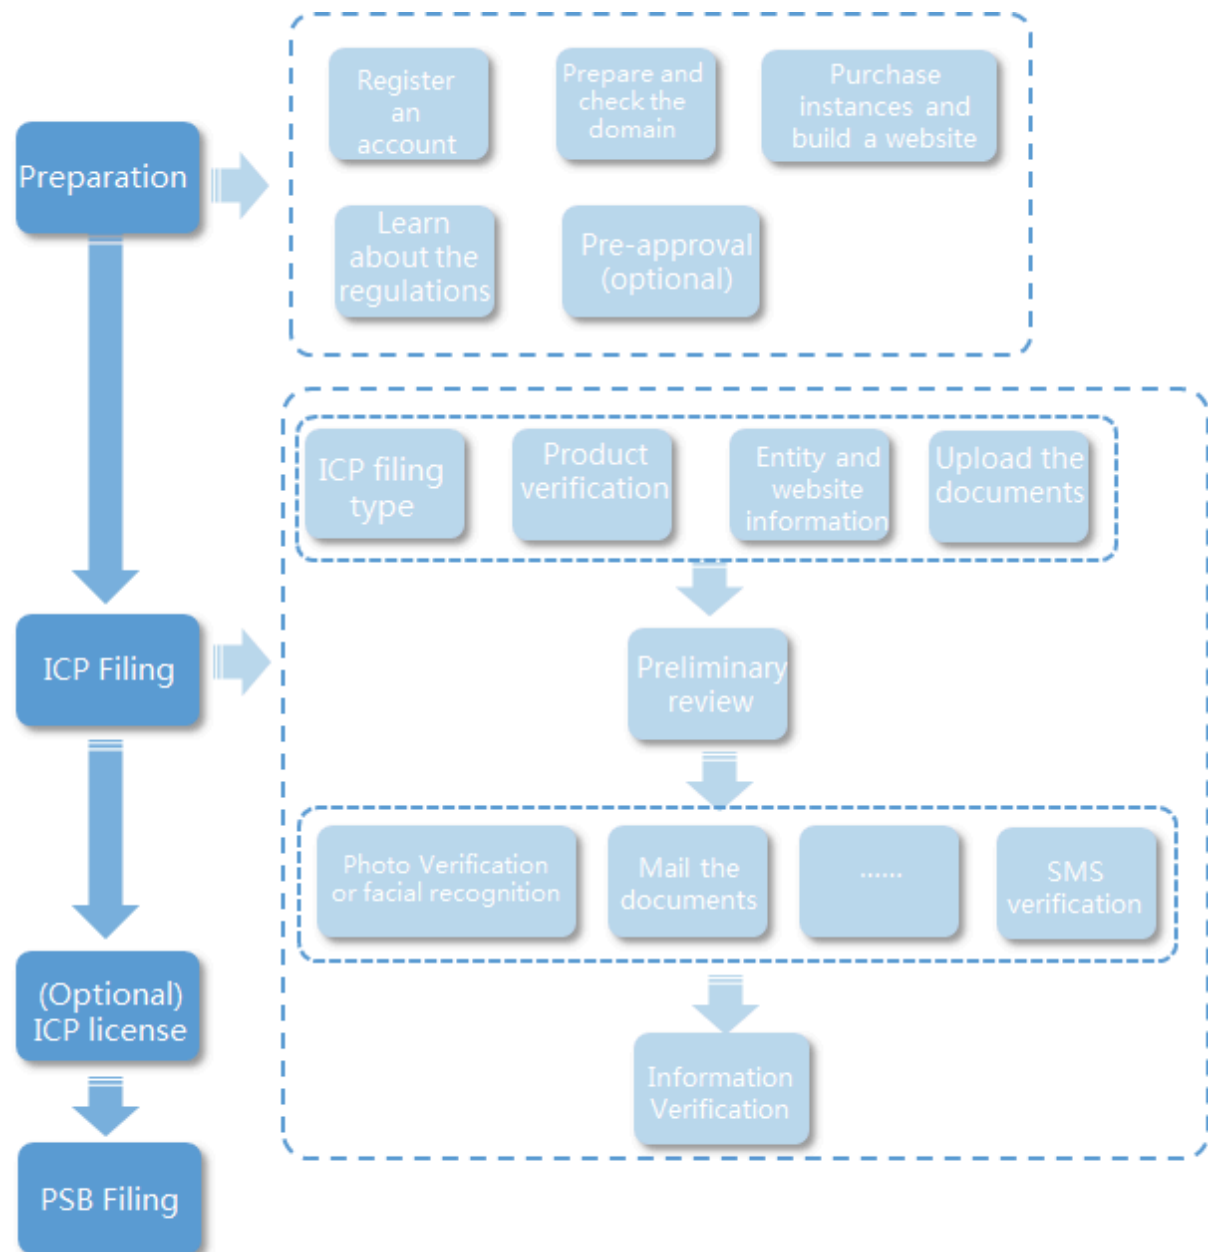 Preparation
Register
an
account
Prepare and
check the
domain
Purchase
instances and
build a website
Learn
about the
regulations
Pre-approval
(optional)
ICP Filing
ICP filing
type
Product
verification
Entity and
website
information
Upload the
documents
Preliminary
review
Photo Verification
or facial recognition
Mail the
documents
......
SMS
verification
Information
Verification
(Optional)
ICP license
PSB Filing